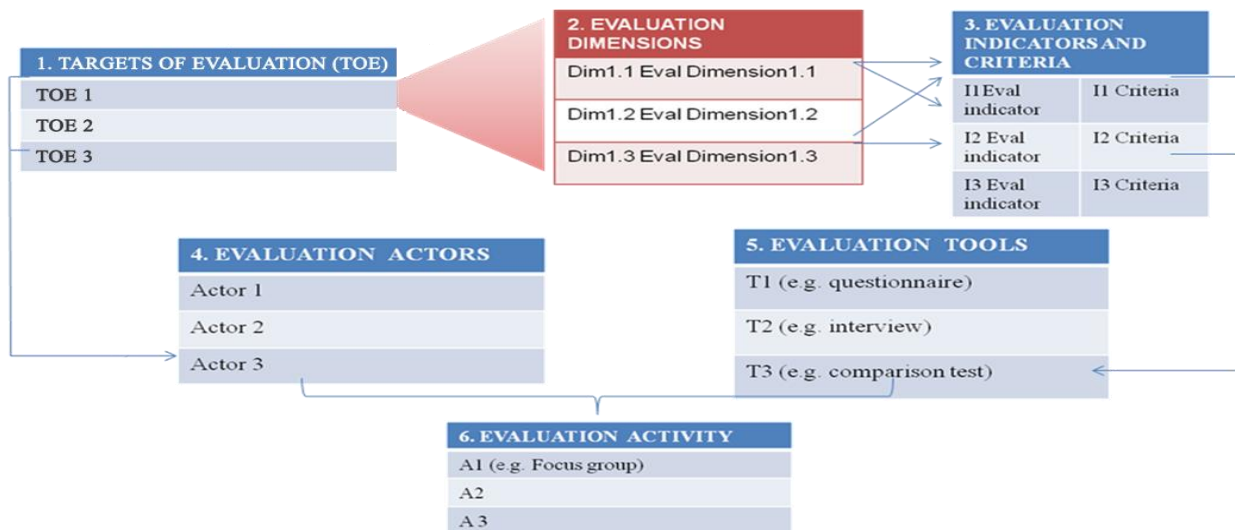 1. TARGETS OF EVALUATION (TOE)
TOE 1
TOE 2
TOE 3
2. EVALUATION
DIMENSIONS
Dim1.1 Eval Dimension1.1
Dim1.2 Eval Dimension1.2
Dim1.3 Eval Dimension1.3
3. EVALUATION
INDICATORS AND
CRITERIA
I1Eval
indicator
I1 Criteria
I2 Eval
indicator
I2 Criteria
I3 Eval
indicator
I3 Criteria
4. EVALUATION ACTORS
Actor 1
Actor 2
Actor 3
5. EVALUATION TOOLS
T1 (e.g. questionnaire)
T2 (e.g. interview)
T3 (e.g. comparison test)
6. EVALUATION ACTIVITY
A1 (e.g. Focus group)
A2
A 3